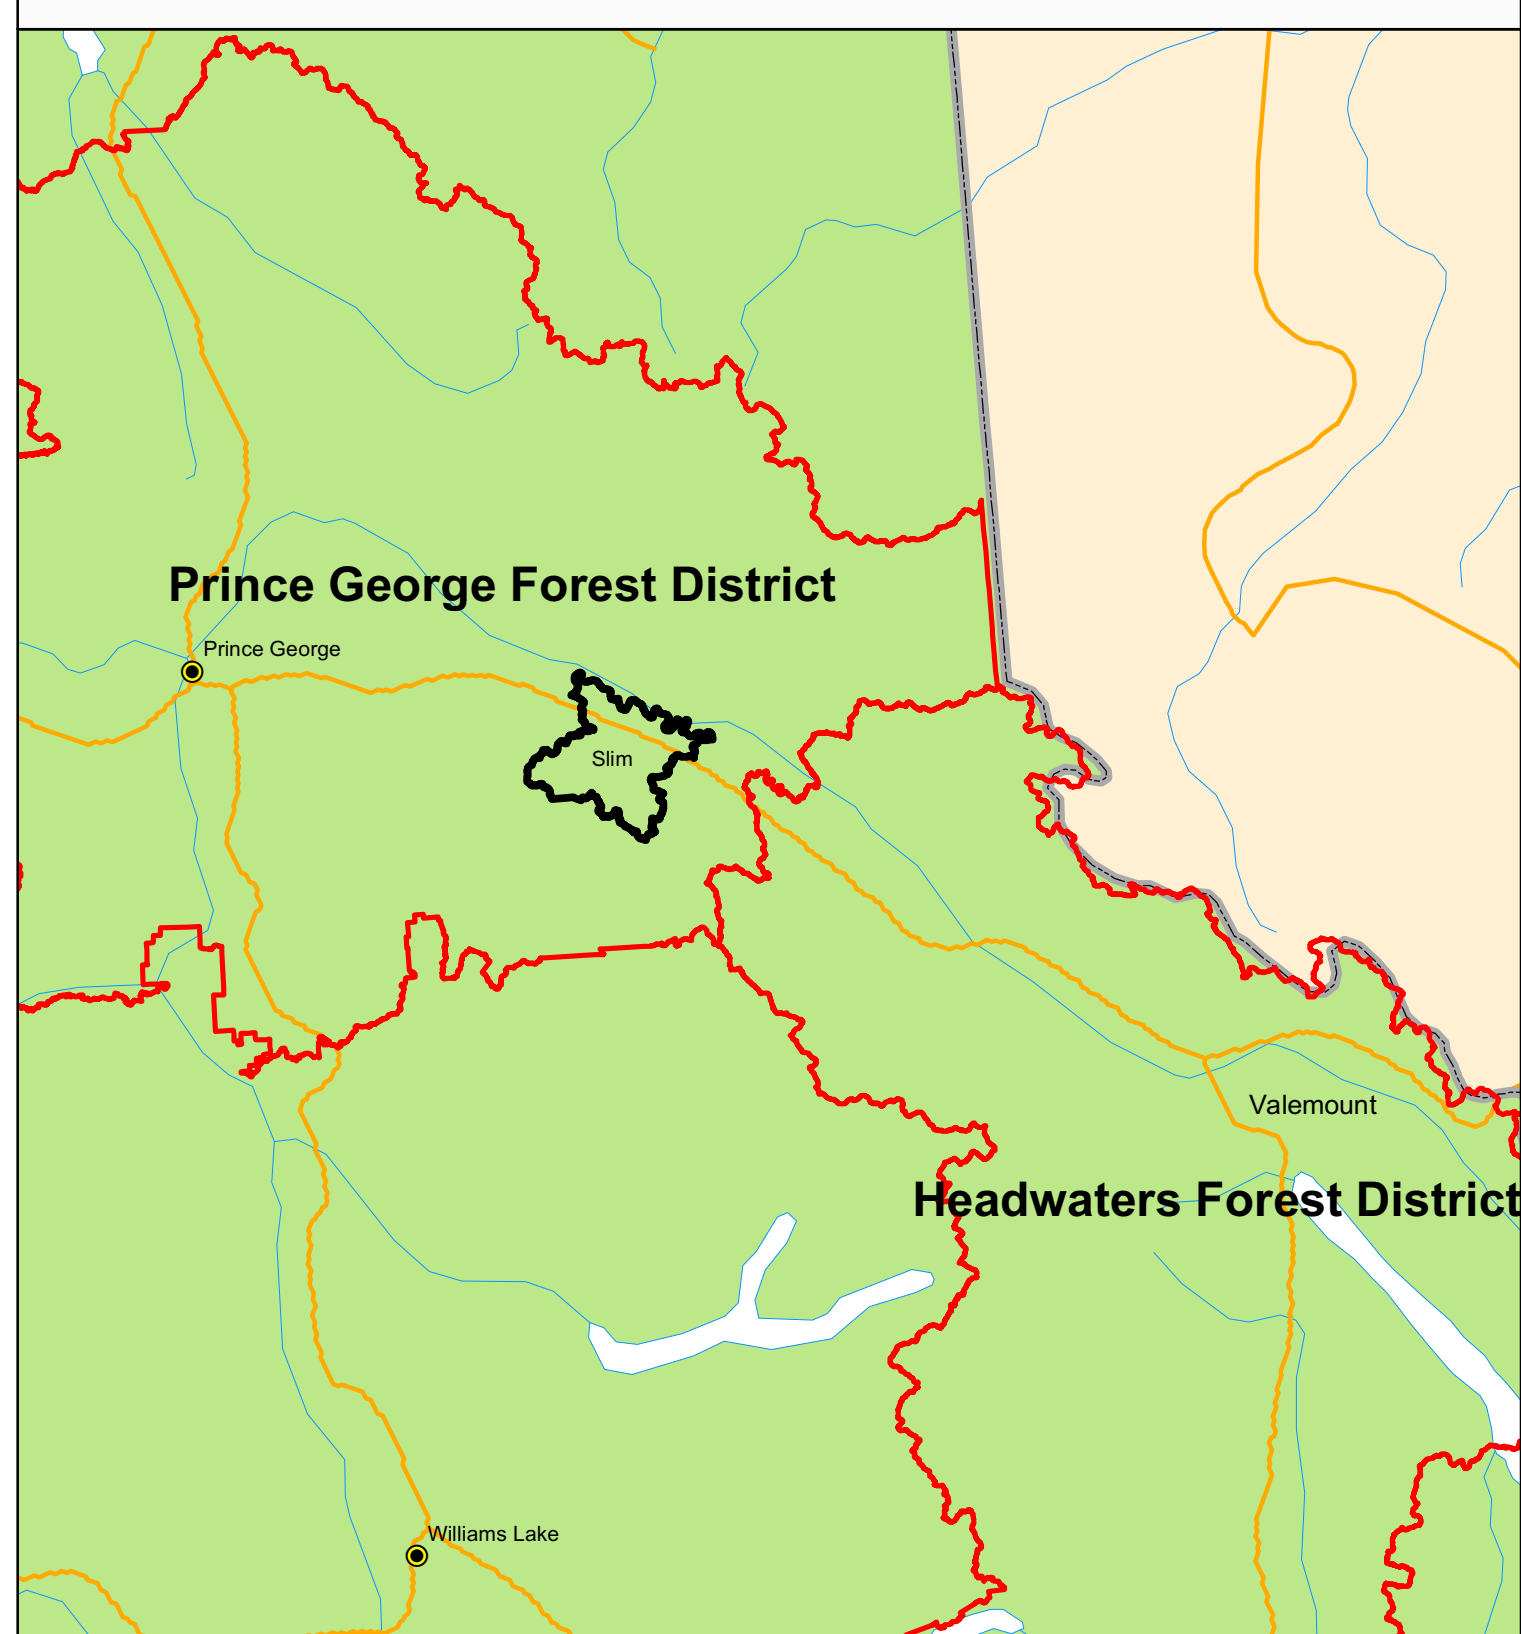 Prince George Forest District
Prince George
Slim
Valemount
Headwaters Forest District
Williams Lake